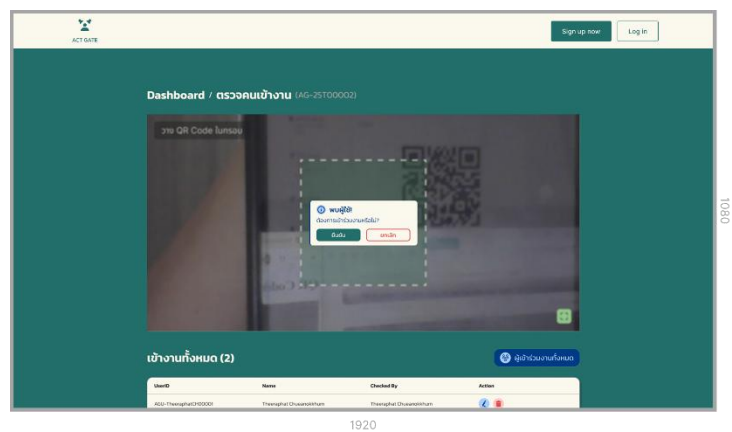 ACT GATE
Sign up now
Log in
Dashboard / ตรวจคนเข้างาน (AG-25T00002)
วาง QR Code ในกรอบ
พบผู้ใช้!
ต้องการเข้าร่วมงานหรือไม่?
ยืนยัน
ยกเลิก
เข้างานทั้งหมด (2)
ผู้เข้าร่วมงานทั้งหมด
UserID Name Checked By Action
AGU-TheeraphatCH00001 Theeraphat Chueanokkhum Theeraphat Chueanokkhum
1080
1920